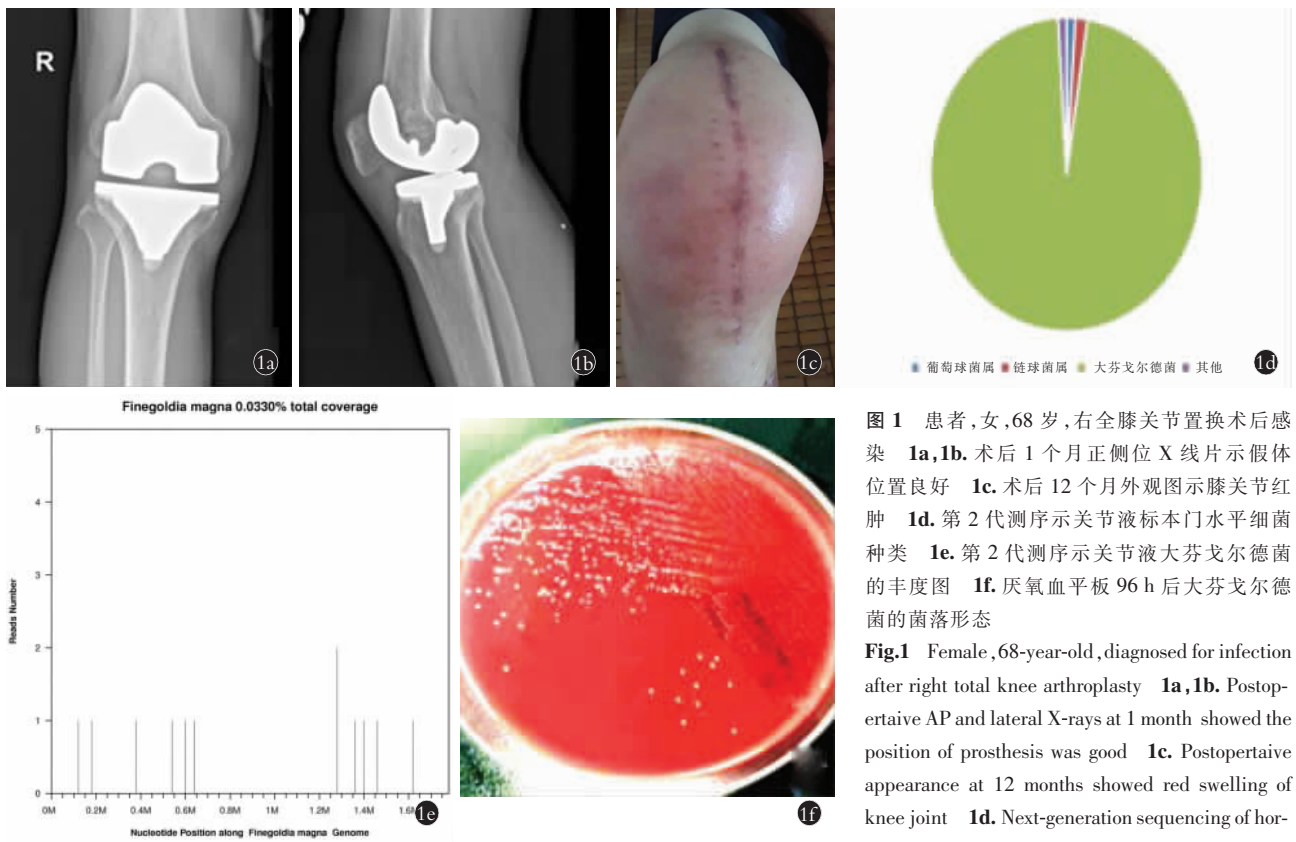 R
1a
1b
1c
葡萄球菌属 链球菌属 大芬戈尔德菌 其他
1d
Finegoldia magna 0.0330% total coverage
5
4
3
2
1
0
Reads Number
0M 0.2M 0.4M 0.6M 0.8M 1M 1.2M 1.4M 1.6M
Nucleotide Position along Finegoldia magna Genome
1e
1f
图 1 患者,女,68 岁,右全膝关节置换术后感
染 1a,1b. 术后 1 个月正侧位 X 线片示假体
位置良好 1c. 术后 12 个月外观图示膝关节红
肿 1d. 第 2 代测序示关节液标本门水平细菌
种类 1e. 第 2 代测序示关节液大芬戈尔德菌
的丰度图 1f. 厌氧血平板 96 h 后大芬戈尔德
菌的菌落形态
Fig.1 Female,68-year-old,diagnosed for infection
after right total knee arthroplasty 1a,1b. Postop-
ertaive AP and lateral X-rays at 1 month showed the
position of prosthesis was good 1c. Postopertaive
appearance at 12 months showed red swelling of
knee joint 1d. Next-generation sequencing of hor-